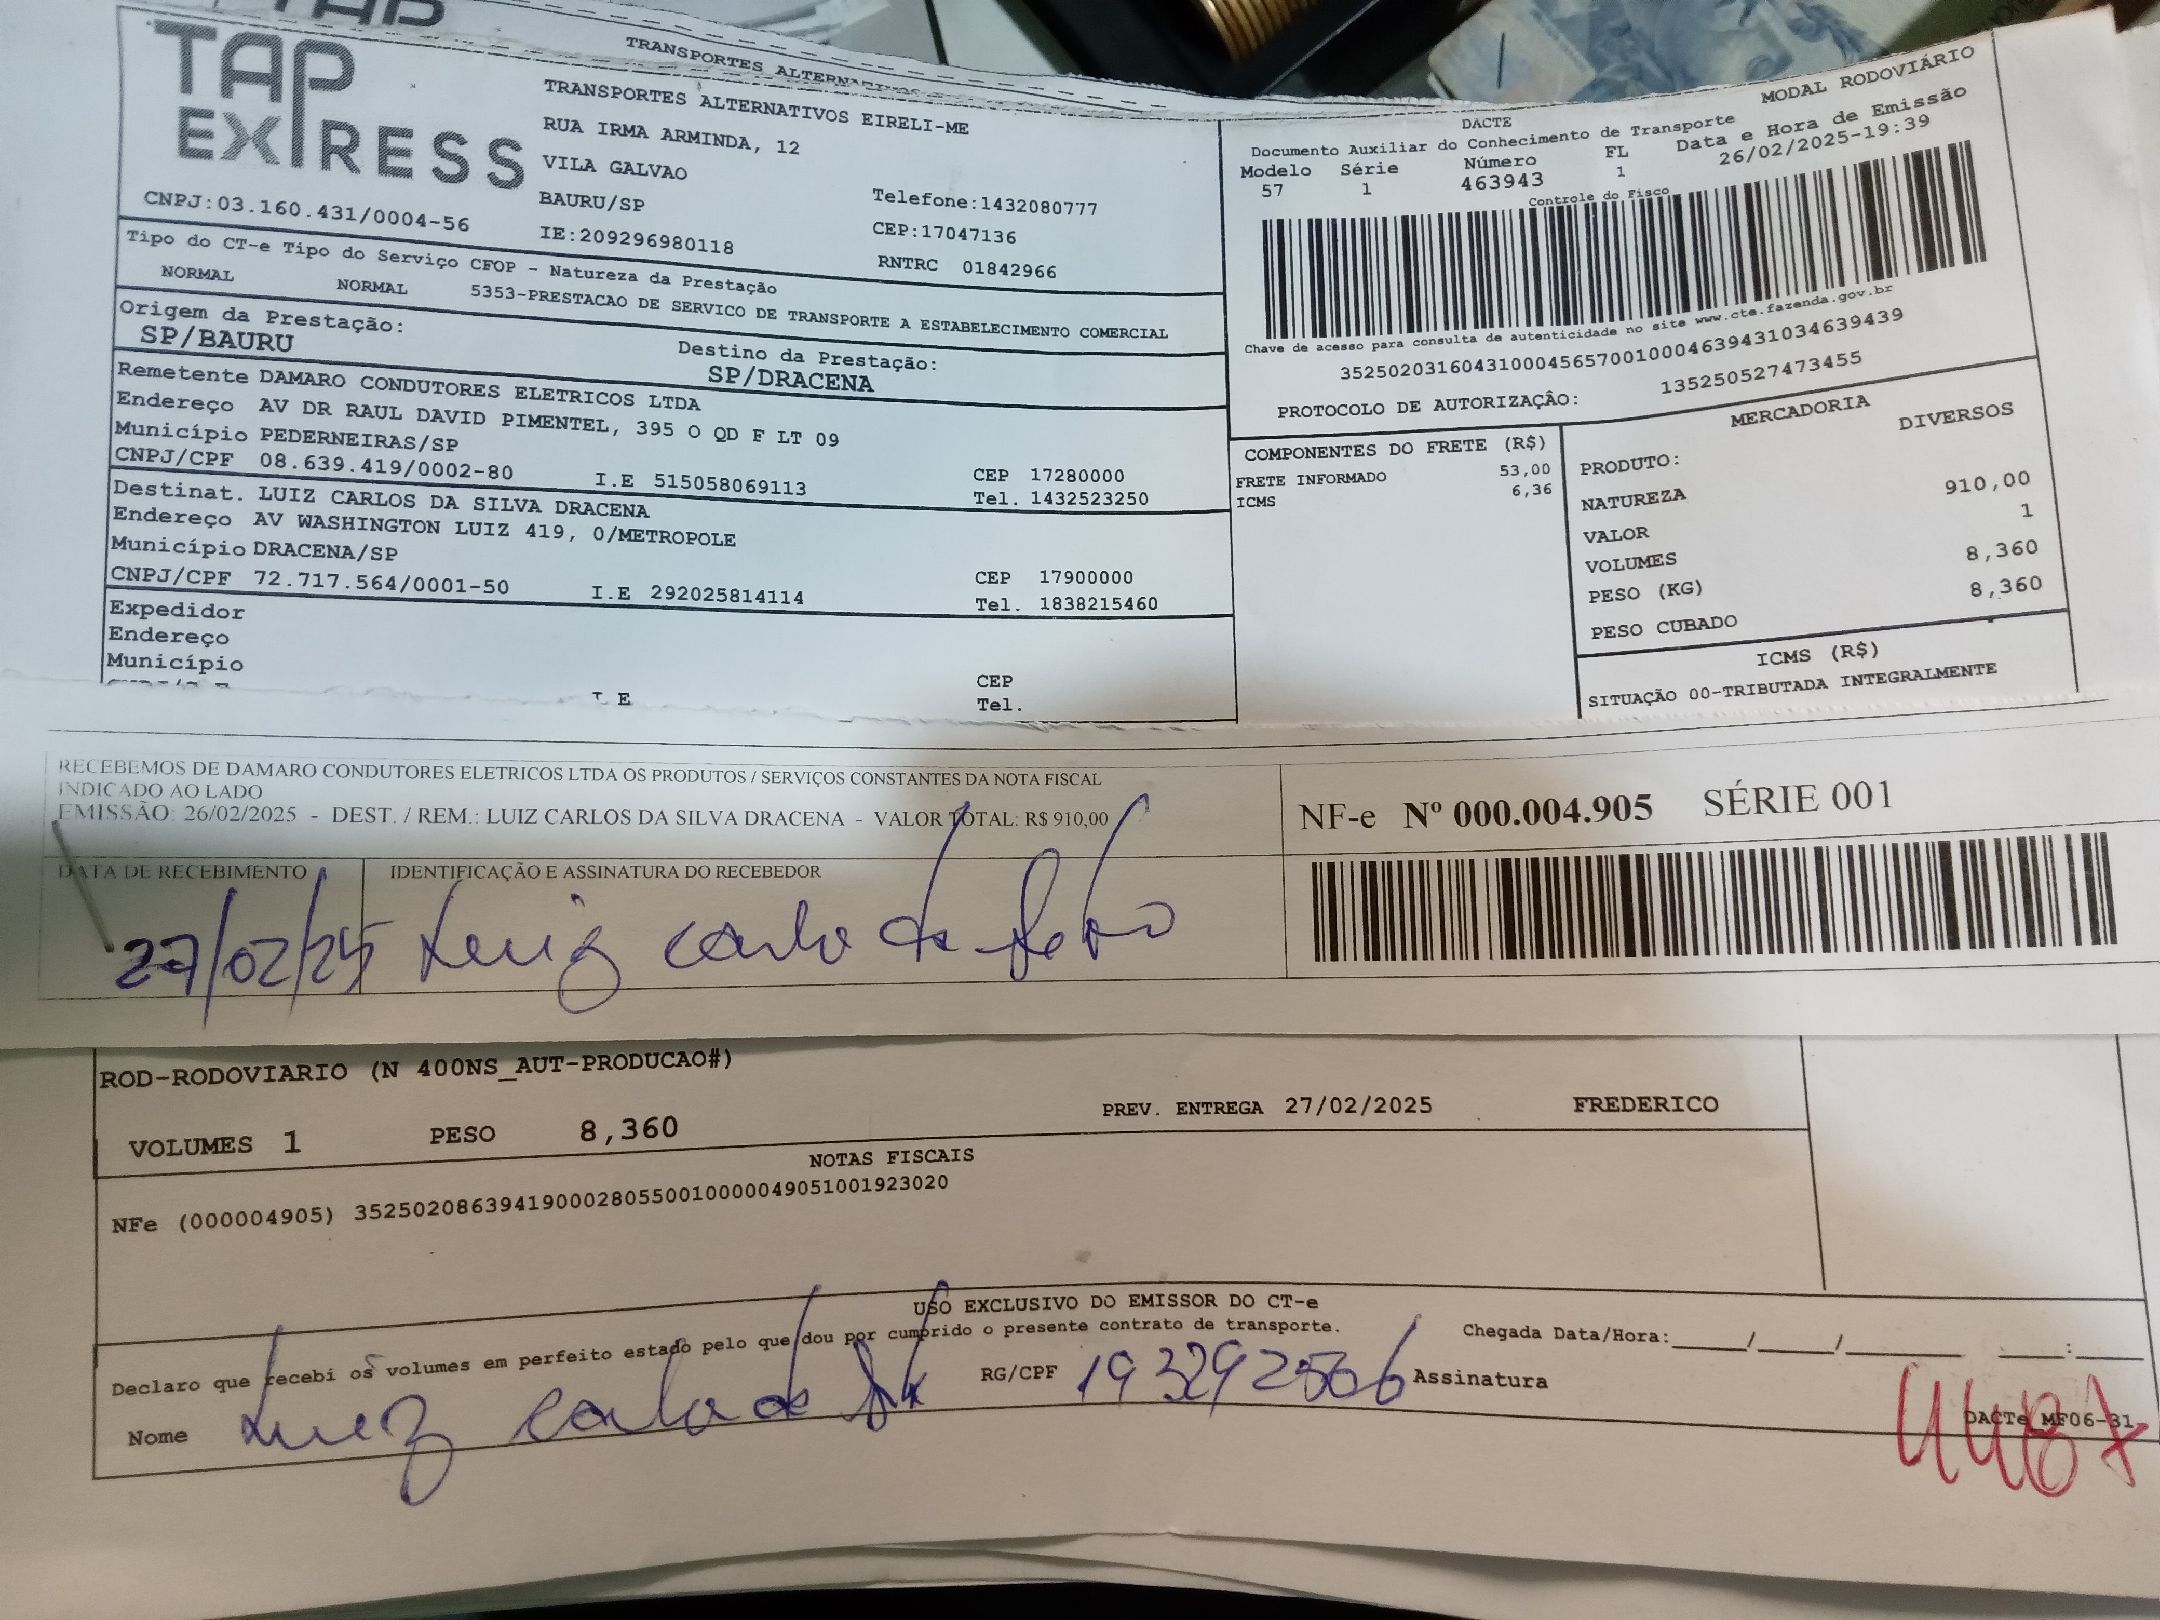 TAP
TRANSPORTES
TAP
EXPRESS
TRANSPORTES ALTERNATIVOS EIRELI-ME
RUA IRMA ARMINDA, 12
VILA GALVAO
BAURU/SP
Telefone:1432080777
CNPJ:03.160.431/0004-56
IE:209296980118
CEP:17047136
RNTRC 01842966
MODAL RODOVIÁRIO
DACTE
Documento Auxiliar do Conhecimento de Transporte
Data e Hora de Emissão
Modelo Série Número FL
57 1 463943 1 26/02/2025-19:39
Controle do Fisco
Chave de acesso para consulta de autenticidade no site www.cte.fazenda.gov.br
35250203160431000456570010004639431034639439
PROTOCOLO DE AUTORIZAÇÃO: 135250527473455
Tipo do CT-e Tipo do Serviço CFOP - Natureza da Prestação
NORMAL NORMAL 5353-PRESTACAO DE SERVICO DE TRANSPORTE A ESTABELECIMENTO COMERCIAL
Origem da Prestação: Destino da Prestação:
SP/BAURU SP/DRACENA
Remetente DAMARO CONDUTORES ELETRICOS LTDA
Endereço AV DR RAUL DAVID PIMENTEL, 395 O QD F LT 09
Município PEDERNEIRAS/SP CEP 17280000
CNPJ/CPF 08.639.419/0002-80 I.E 515058069113 Tel. 1432523250
Destinat. LUIZ CARLOS DA SILVA DRACENA
Endereço AV WASHINGTON LUIZ 419, 0/METROPOLE
Município DRACENA/SP CEP 17900000
CNPJ/CPF 72.717.564/0001-50 I.E 292025814114 Tel. 1838215460
Expedidor
Endereço
Município CEP
I.E Tel.
COMPONENTES DO FRETE (R$)
FRETE INFORMADO 53,00
ICMS 6,36
MERCADORIA
PRODUTO: DIVERSOS
NATUREZA
VALOR 910,00
VOLUMES 1
PESO (KG) 8,360
PESO CUBADO 8,360
ICMS (R$)
SITUAÇÃO 00-TRIBUTADA INTEGRALMENTE
RECEBEMOS DE DAMARO CONDUTORES ELETRICOS LTDA OS PRODUTOS / SERVIÇOS CONSTANTES DA NOTA FISCAL
INDICADO AO LADO
EMISSÃO: 26/02/2025 - DEST. / REM.: LUIZ CARLOS DA SILVA DRACENA - VALOR TOTAL: R$ 910,00
NF-e Nº 000.004.905 SÉRIE 001
DATA DE RECEBIMENTO IDENTIFICAÇÃO E ASSINATURA DO RECEBEDOR
27/02/25 Luiz Carlo da
ROD-RODOVIARIO (N 400NS_AUT-PRODUCAO#)
VOLUMES 1 PESO 8,360 PREV. ENTREGA 27/02/2025 FREDERICO
NOTAS FISCAIS
NFe (000004905) 35250208639419000280550010000049051001923020
USO EXCLUSIVO DO EMISSOR DO CT-e
Declaro que recebi os volumes em perfeito estado pelo que dou por cumprido o presente contrato de transporte. Chegada Data/Hora:____/____/____ ____:____
Nome Luiz Carlo da RG/CPF 193292566 Assinatura
DACTe MF06-31